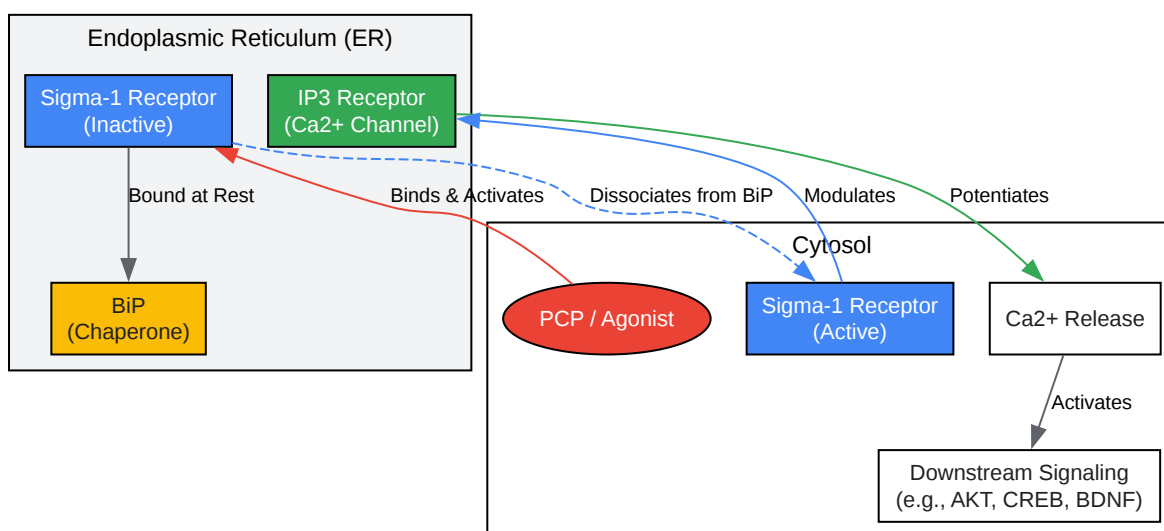 Endoplasmic Reticulum (ER)
Sigma-1 Receptor
(Inactive)
IP3 Receptor
(Ca2+ Channel)
Bound at Rest
Binds & Activates
Dissociates from BiP
Modulates
Potentiates
Cytosol
BiP
(Chaperone)
PCP / Agonist
Sigma-1 Receptor
(Active)
Ca2+ Release
Activates
Downstream Signaling
(e.g., AKT, CREB, BDNF)